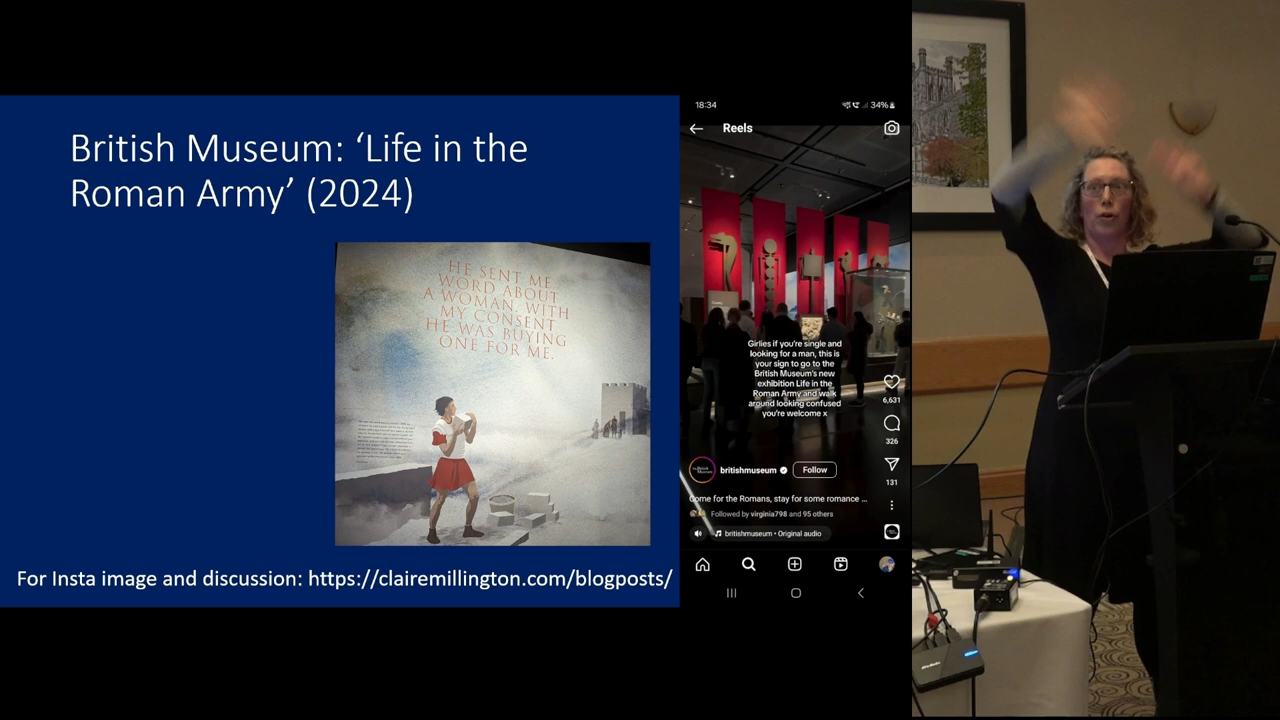 British Museum: ‘Life in the
Roman Army’ (2024)
HE SENT ME
WORD ABOUT
A WOMAN. WITH
MY CONSENT
HE WAS BUYING
ONE FOR ME.
For Insta image and discussion: https://clairemillington.com/blogposts/
18:34
34%
Reels
Girlies if you're single and
looking for a man, this is
your sign to go to the
British Museum's new
exhibition Life in the
Roman Army and walk
around looking confused
you're welcome x
6,631
326
131
britishmuseum
Follow
Come for the Romans, stay for some romance ...
Followed by virginia798 and 95 others
britishmuseum • Original audio